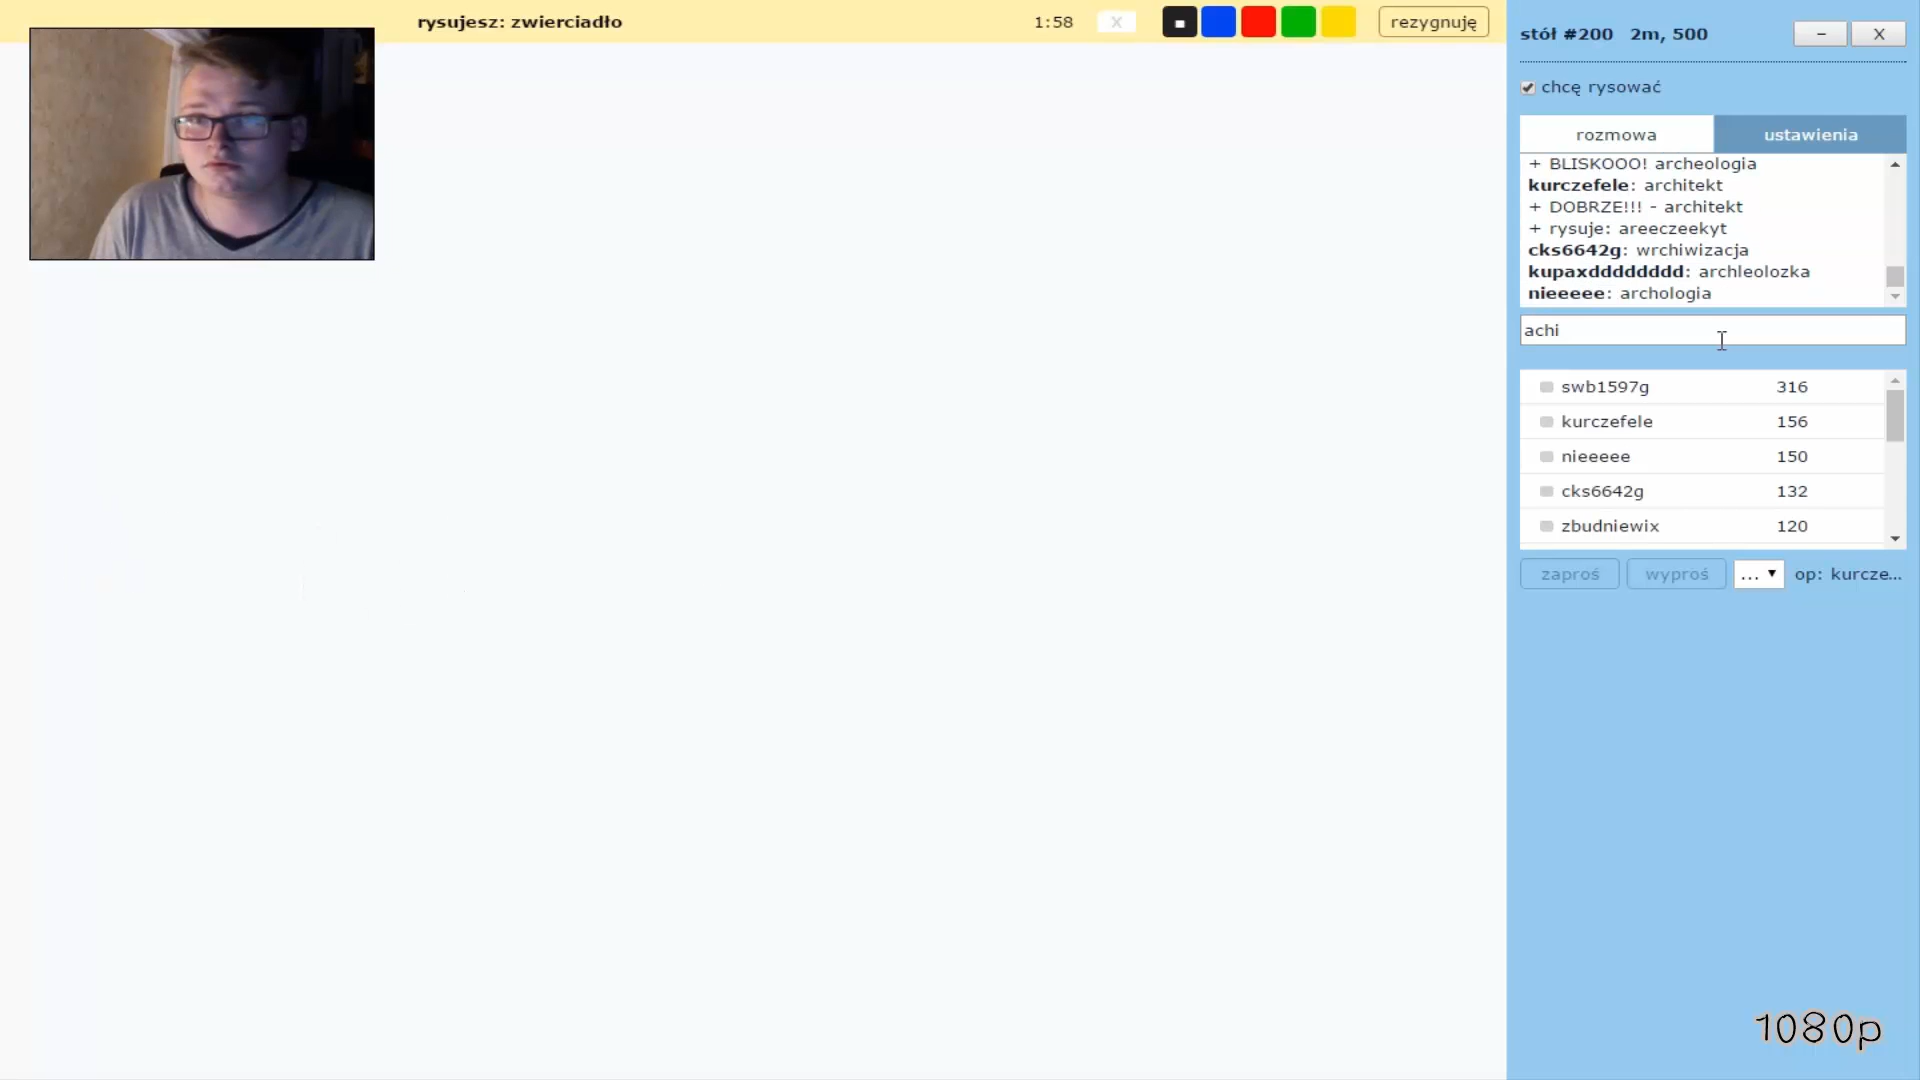 rysujesz: zwierciadło
1:58
X
rezygnuję
stół #200 2m, 500
–
X
chcę rysować
rozmowa
ustawienia
+ BLISKOOO! archeologia
kurczefele: architekt
+ DOBRZE!!! - architekt
+ rysuje: areeczeekyt
cks6642g: wrchiwizacja
kupaxddddddddd: archleolozka
nieeeee: archologia
achi
swb1597g 316
kurczefele 156
nieeeee 150
cks6642g 132
zbudniewix 120
zaproś
wyproś
...
op: kurcze...
1080p